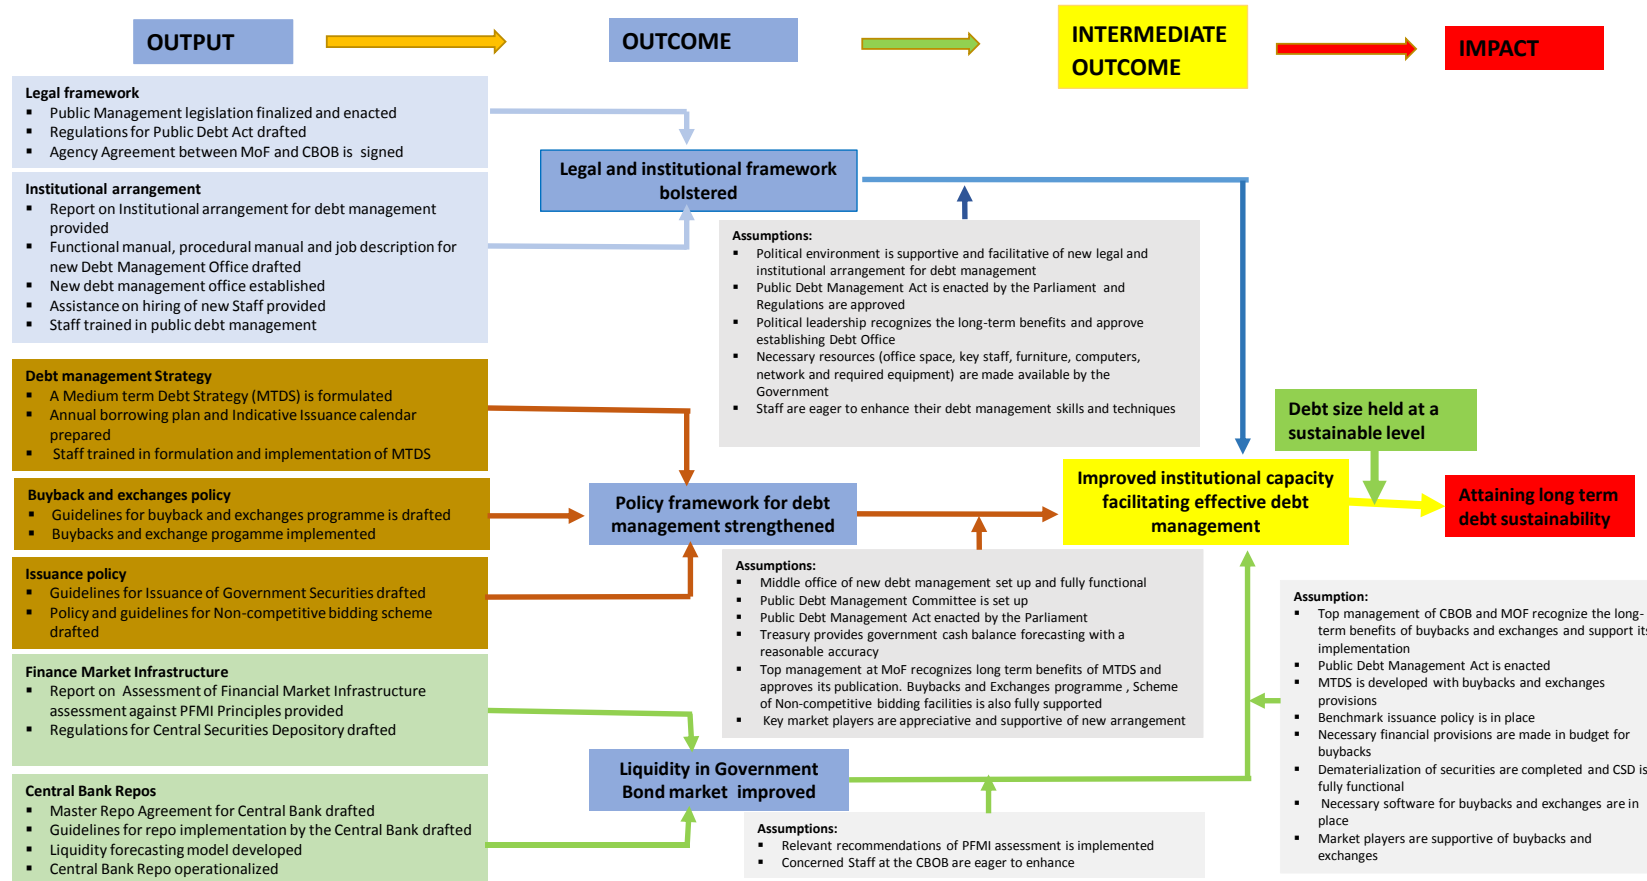 OUTPUT
OUTCOME
INTERMEDIATE
OUTCOME
IMPACT
Legal framework
▪ Public Management legislation finalized and enacted
▪ Regulations for Public Debt Act drafted
▪ Agency Agreement between MoF and CBOB is signed
Institutional arrangement
▪ Report on Institutional arrangement for debt management
provided
▪ Functional manual, procedural manual and job description for
new Debt Management Office drafted
▪ New debt management office established
▪ Assistance on hiring of new Staff provided
▪ Staff trained in public debt management
Debt management Strategy
▪ A Medium term Debt Strategy (MTDS) is formulated
▪ Annual borrowing plan and Indicative Issuance calendar
prepared
▪ Staff trained in formulation and implementation of MTDS
Buyback and exchanges policy
▪ Guidelines for buyback and exchanges programme is drafted
▪ Buybacks and exchange progamme implemented
Issuance policy
▪ Guidelines for Issuance of Government Securities drafted
▪ Policy and guidelines for Non-competitive bidding scheme
drafted
Finance Market Infrastructure
▪ Report on Assessment of Financial Market Infrastructure
assessment against PFMI Principles provided
▪ Regulations for Central Securities Depository drafted
Central Bank Repos
▪ Master Repo Agreement for Central Bank drafted
▪ Guidelines for repo implementation by the Central Bank drafted
▪ Liquidity forecasting model developed
▪ Central Bank Repo operationalized
Legal and institutional framework
bolstered
Assumptions:
▪ Political environment is supportive and facilitative of new legal and
institutional arrangement for debt management
▪ Public Debt Management Act is enacted by the Parliament and
Regulations are approved
▪ Political leadership recognizes the long-term benefits and approve
establishing Debt Office
▪ Necessary resources (office space, key staff, furniture, computers,
network and required equipment) are made available by the
Government
▪ Staff are eager to enhance their debt management skills and techniques
Policy framework for debt
management strengthened
Assumptions:
▪ Middle office of new debt management set up and fully functional
▪ Public Debt Management Committee is set up
▪ Public Debt Management Act enacted by the Parliament
▪ Treasury provides government cash balance forecasting with a
reasonable accuracy
▪ Top management at MoF recognizes long term benefits of MTDS and
approves its publication. Buybacks and Exchanges programme , Scheme
of Non-competitive bidding facilities is also fully supported
▪ Key market players are appreciative and supportive of new arrangement
Liquidity in Government
Bond market improved
Assumptions:
▪ Relevant recommendations of PFMI assessment is implemented
▪ Concerned Staff at the CBOB are eager to enhance
Improved institutional capacity
facilitating effective debt
management
Debt size held at a
sustainable level
Attaining long term
debt sustainability
Assumption:
▪ Top management of CBOB and MOF recognize the long-
term benefits of buybacks and exchanges and support its
implementation
▪ Public Debt Management Act is enacted
▪ MTDS is developed with buybacks and exchanges
provisions
▪ Benchmark issuance policy is in place
▪ Necessary financial provisions are made in budget for
buybacks
▪ Dematerialization of securities are completed and CSD is
fully functional
▪ Necessary software for buybacks and exchanges are in
place
▪ Market players are supportive of buybacks and
exchanges